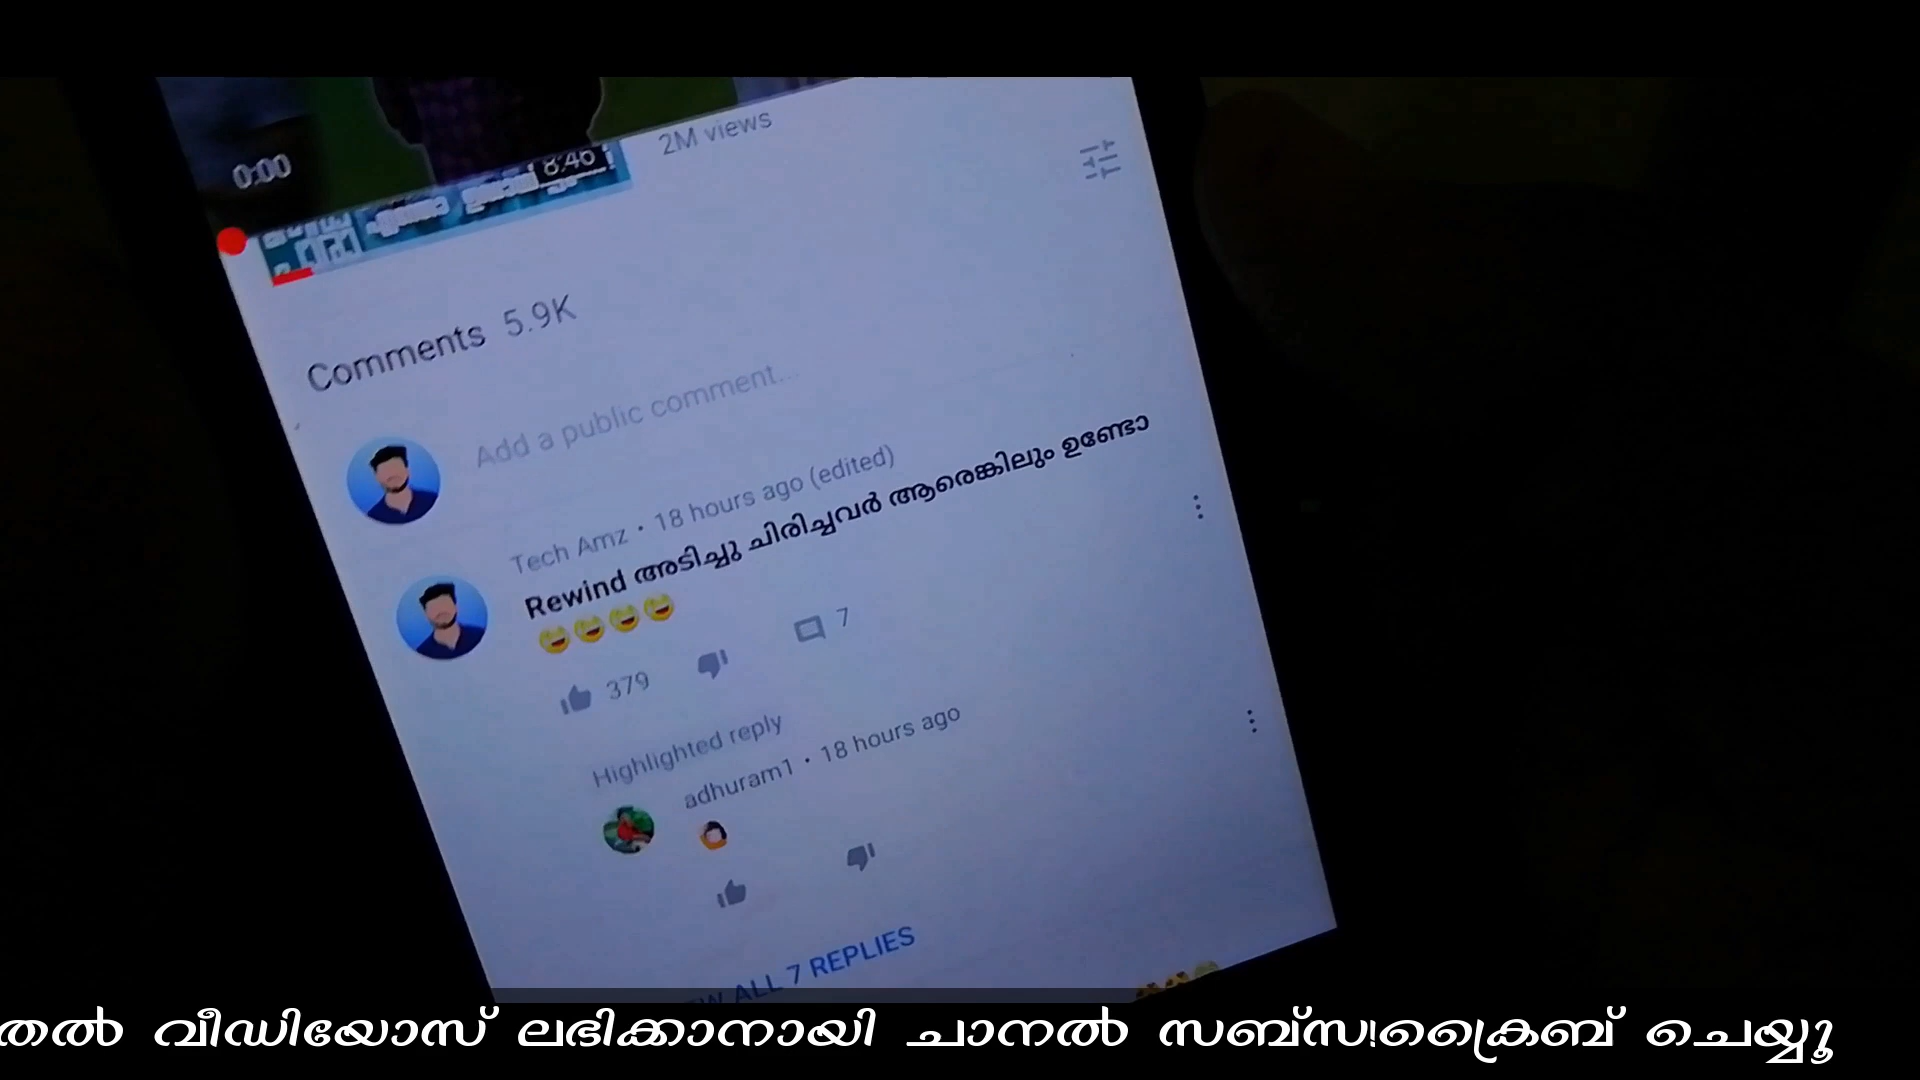 2M views
0:00
8:46
Comments 5.9K
Add a public comment...
Tech Amz • 18 hours ago (edited)
Rewind അടിച്ചു ചിരിച്ചവർ ആരെങ്കിലും ഉണ്ടോ
😂😂😂😂
379
7
Highlighted reply
adhuram1 • 18 hours ago
ALL 7 REPLIES
തൽ വീഡിയോസ് ലഭിക്കാനായി ചാനൽ സബ്സ!ക്രൈബ് ചെയ്യൂ